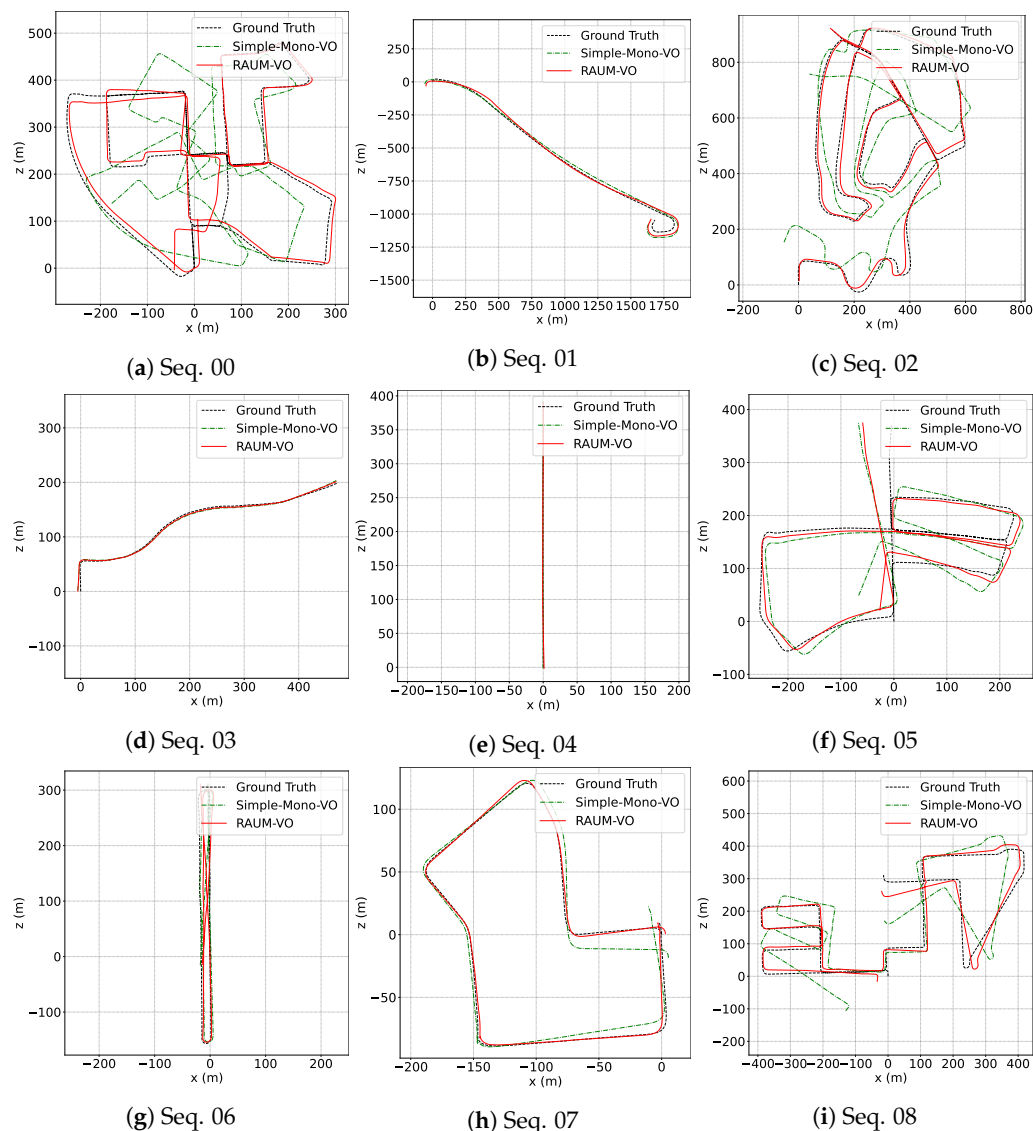 500
400
300
200
100
0
z (m)
−200 −100 0 100 200 300
x (m)
Ground Truth
Simple-Mono-VO
RAUM-VO
(a) Seq. 00
250
0
−250
−500
−750
−1000
−1250
−1500
z (m)
0 250 500 750 1000 1250 1500 1750
x (m)
Ground Truth
Simple-Mono-VO
RAUM-VO
(b) Seq. 01
800
600
400
200
0
z (m)
−200 0 200 400 600 800
x (m)
Ground Truth
Simple-Mono-VO
RAUM-VO
(c) Seq. 02
300
200
100
0
−100
z (m)
0 100 200 300 400
x (m)
Ground Truth
Simple-Mono-VO
RAUM-VO
(d) Seq. 03
400
350
300
250
200
150
100
50
0
z (m)
−200 −150 −100 −50 0 50 100 150 200
x (m)
Ground Truth
Simple-Mono-VO
RAUM-VO
(e) Seq. 04
400
300
200
100
0
−100
z (m)
−200 −100 0 100 200
x (m)
Ground Truth
Simple-Mono-VO
RAUM-VO
(f) Seq. 05
300
200
100
0
−100
z (m)
−200 −100 0 100 200
x (m)
Ground Truth
Simple-Mono-VO
RAUM-VO
(g) Seq. 06
100
50
0
−50
z (m)
−200 −150 −100 −50 0
x (m)
Ground Truth
Simple-Mono-VO
RAUM-VO
(h) Seq. 07
600
500
400
300
200
100
0
−100
−200
z (m)
−400 −300 −200 −100 0 100 200 300 400
x (m)
Ground Truth
Simple-Mono-VO
RAUM-VO
(i) Seq. 08